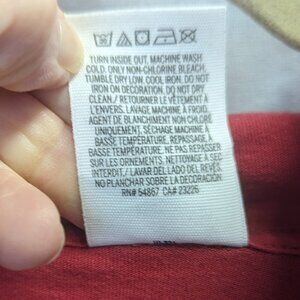 TURN INSIDE OUT, MACHINE WASH
COLD, ONLY NON-CHLORINE BLEACH,
TUMBLE DRY LOW, COOL IRON, DO NOT
IRON ON DECORATION, DO NOT DRY
CLEAN./ RETOURNER LE VÊTEMENT À
L'ENVERS, LAVAGE MACHINE À FROID,
AGENT DE BLANCHIMENT NON CHLORÉ
UNIQUEMENT, SÉCHAGE MACHINE À
BASSE TEMPÉRATURE, REPASSAGE À
BASSE TEMPÉRATURE, NE PAS REPASSER
SUR LES ORNEMENTS, NETTOYAGE À SEC
INTERDIT./ LAVAR DEL DEL REVÉS,
NO PLANCHAR SOBRE LA DECORACIÓN
RN# 54867 CA# 23226